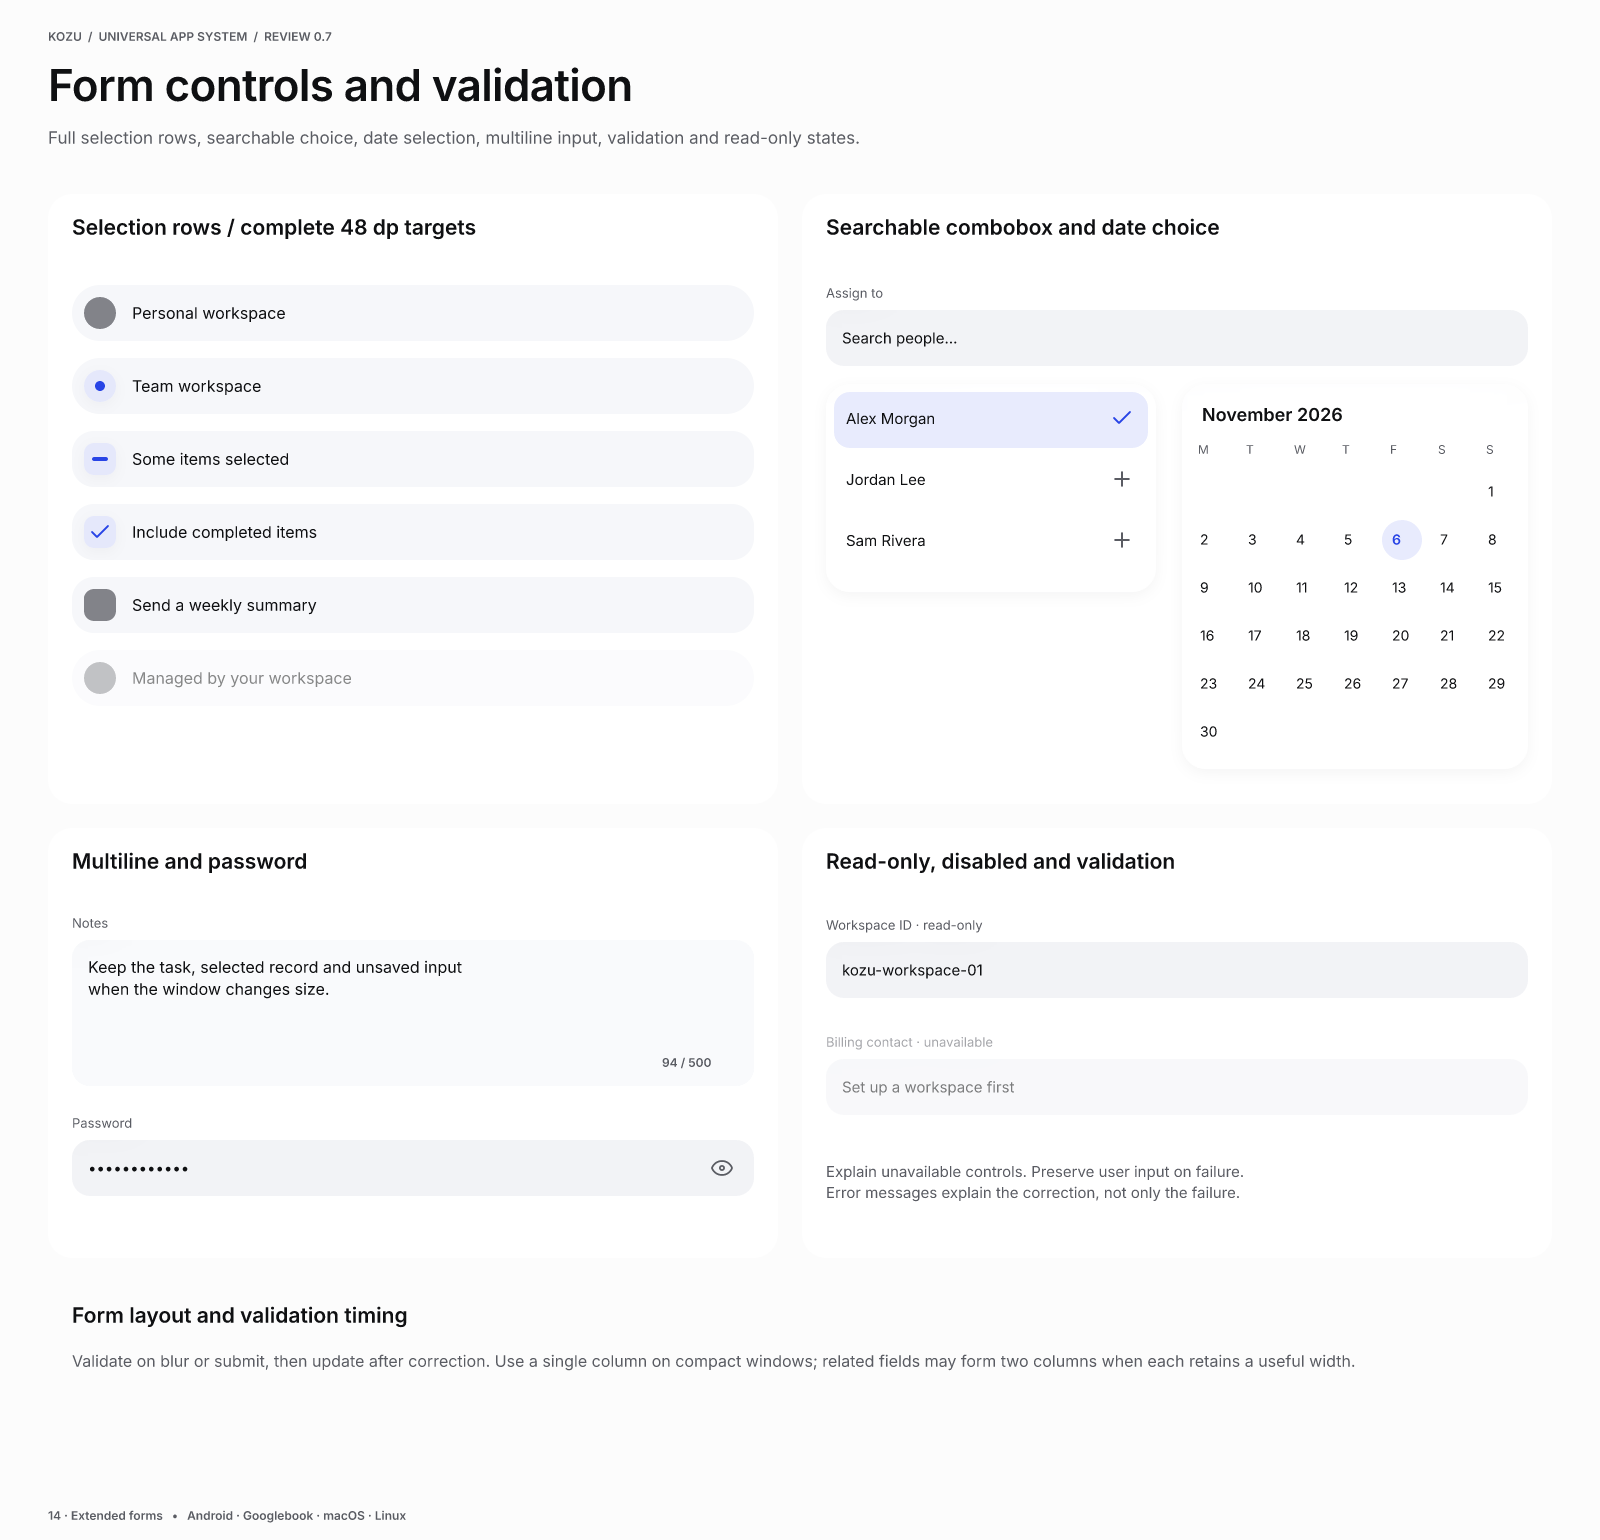 KOZU / UNIVERSAL APP SYSTEM / REVIEW 0.7
Form controls and validation
Full selection rows, searchable choice, date selection, multiline input, validation and read-only states.
Selection rows / complete 48 dp targets
Personal workspace
Team workspace
Some items selected
Include completed items
Send a weekly summary
Managed by your workspace
Searchable combobox and date choice
Assign to
Search people...
Alex Morgan
Jordan Lee
Sam Rivera
November 2026
M T W T F S S
1
2 3 4 5 6 7 8
9 10 11 12 13 14 15
16 17 18 19 20 21 22
23 24 25 26 27 28 29
30
Multiline and password
Notes
Keep the task, selected record and unsaved input
when the window changes size.
94 / 500
Password
••••••••••••
Read-only, disabled and validation
Workspace ID · read-only
kozu-workspace-01
Billing contact · unavailable
Set up a workspace first
Explain unavailable controls. Preserve user input on failure.
Error messages explain the correction, not only the failure.
Form layout and validation timing
Validate on blur or submit, then update after correction. Use a single column on compact windows; related fields may form two columns when each retains a useful width.
14 · Extended forms • Android · Googlebook · macOS · Linux